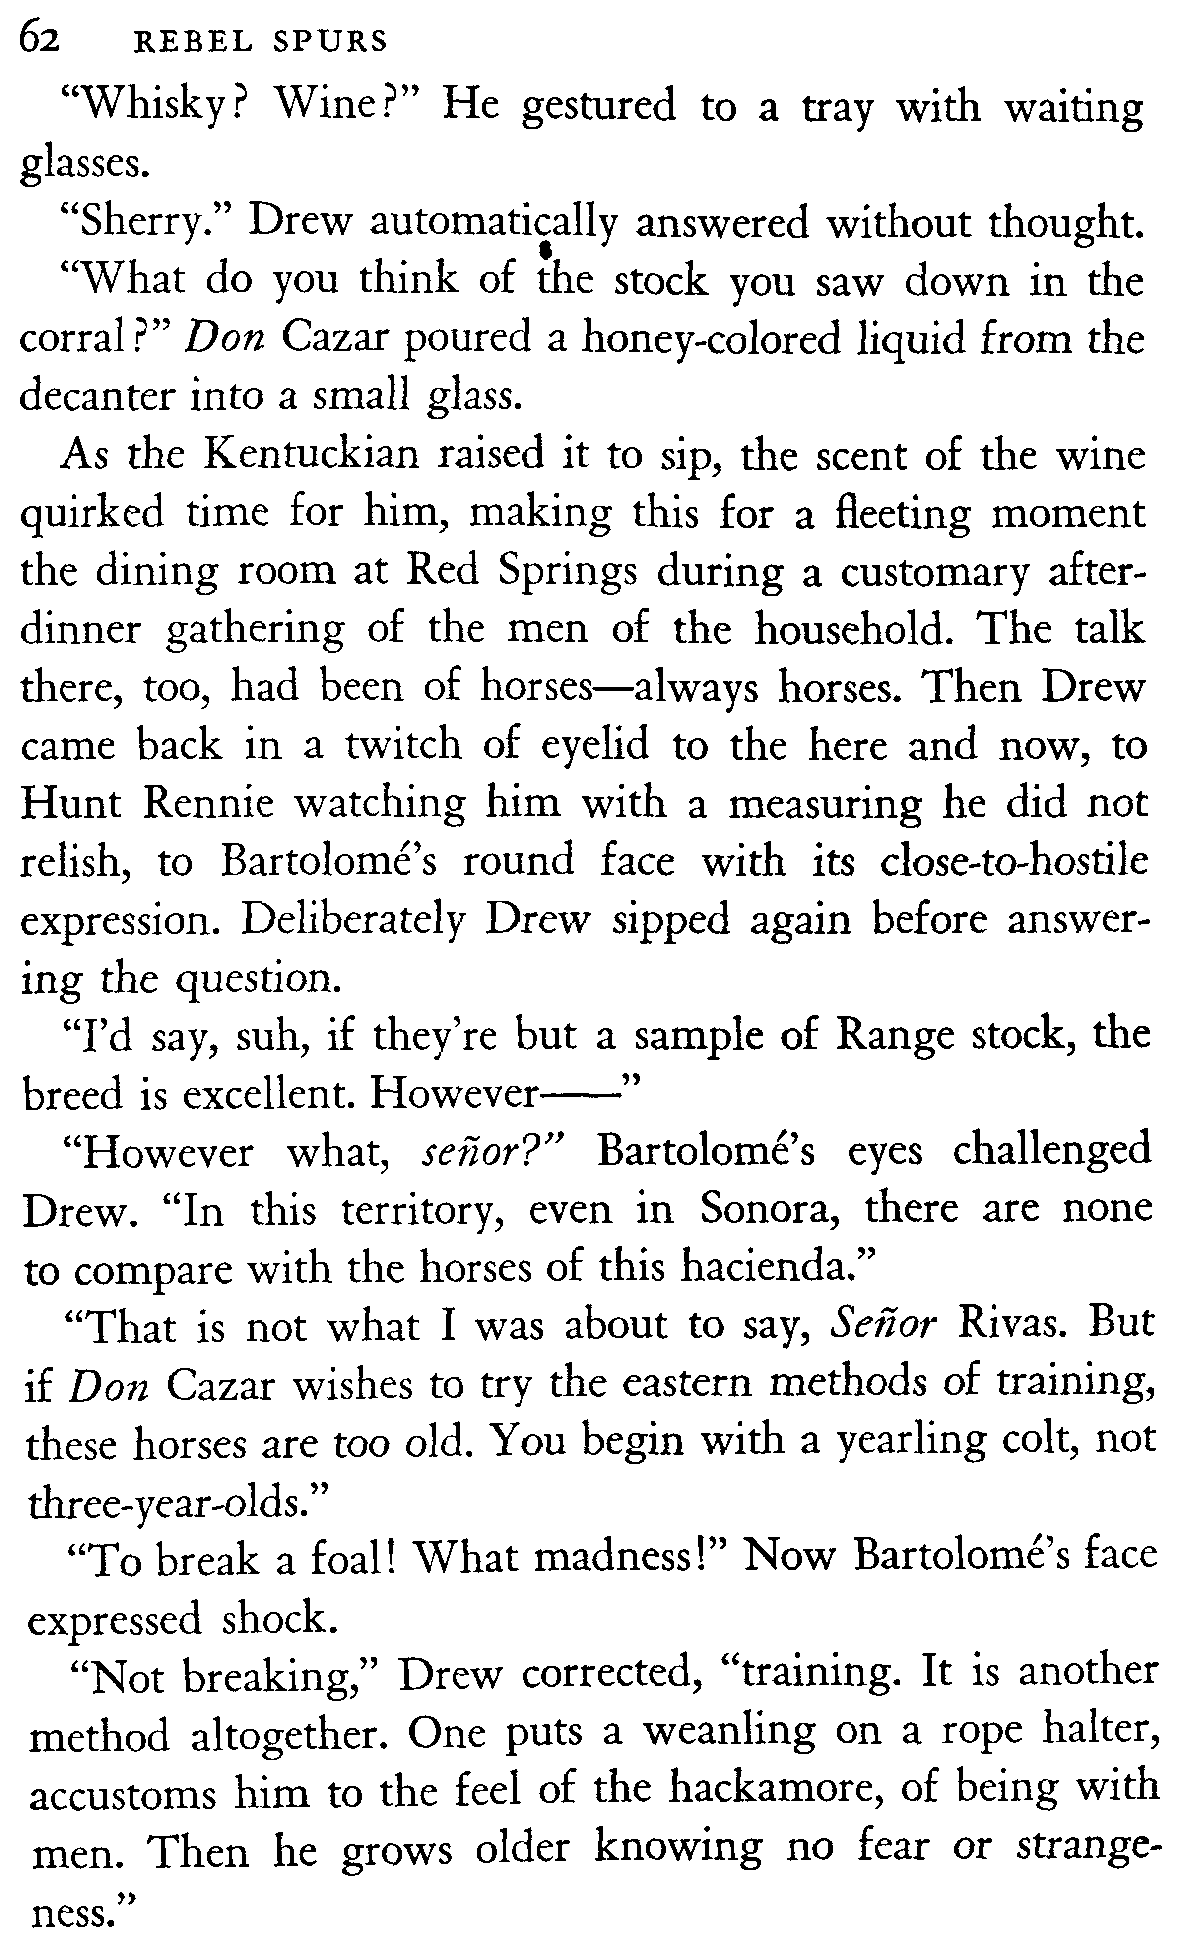 62 REBEL SPURS
“Whisky? Wine?” He gestured to a tray with waiting
glasses.
“Sherry.” Drew automatically answered without thought.
“What do you think of the stock you saw down in the
corral?” Don Cazar poured a honey-colored liquid from the
decanter into a small glass.
As the Kentuckian raised it to sip, the scent of the wine
quirked time for him, making this for a fleeting moment
the dining room at Red Springs during a customary after-
dinner gathering of the men of the household. The talk
there, too, had been of horses—always horses. Then Drew
came back in a twitch of eyelid to the here and now, to
Hunt Rennie watching him with a measuring he did not
relish, to Bartolomé’s round face with its close-to-hostile
expression. Deliberately Drew sipped again before answer-
ing the question.
“I’d say, suh, if they’re but a sample of Range stock, the
breed is excellent. However——”
“However what, señor?” Bartolomé’s eyes challenged
Drew. “In this territory, even in Sonora, there are none
to compare with the horses of this hacienda.”
“That is not what I was about to say, Señor Rivas. But
if Don Cazar wishes to try the eastern methods of training,
these horses are too old. You begin with a yearling colt, not
three-year-olds.”
“To break a foal! What madness!” Now Bartolomé’s face
expressed shock.
“Not breaking,” Drew corrected, “training. It is another
method altogether. One puts a weanling on a rope halter,
accustoms him to the feel of the hackamore, of being with
men. Then he grows older knowing no fear or strange-
ness.”